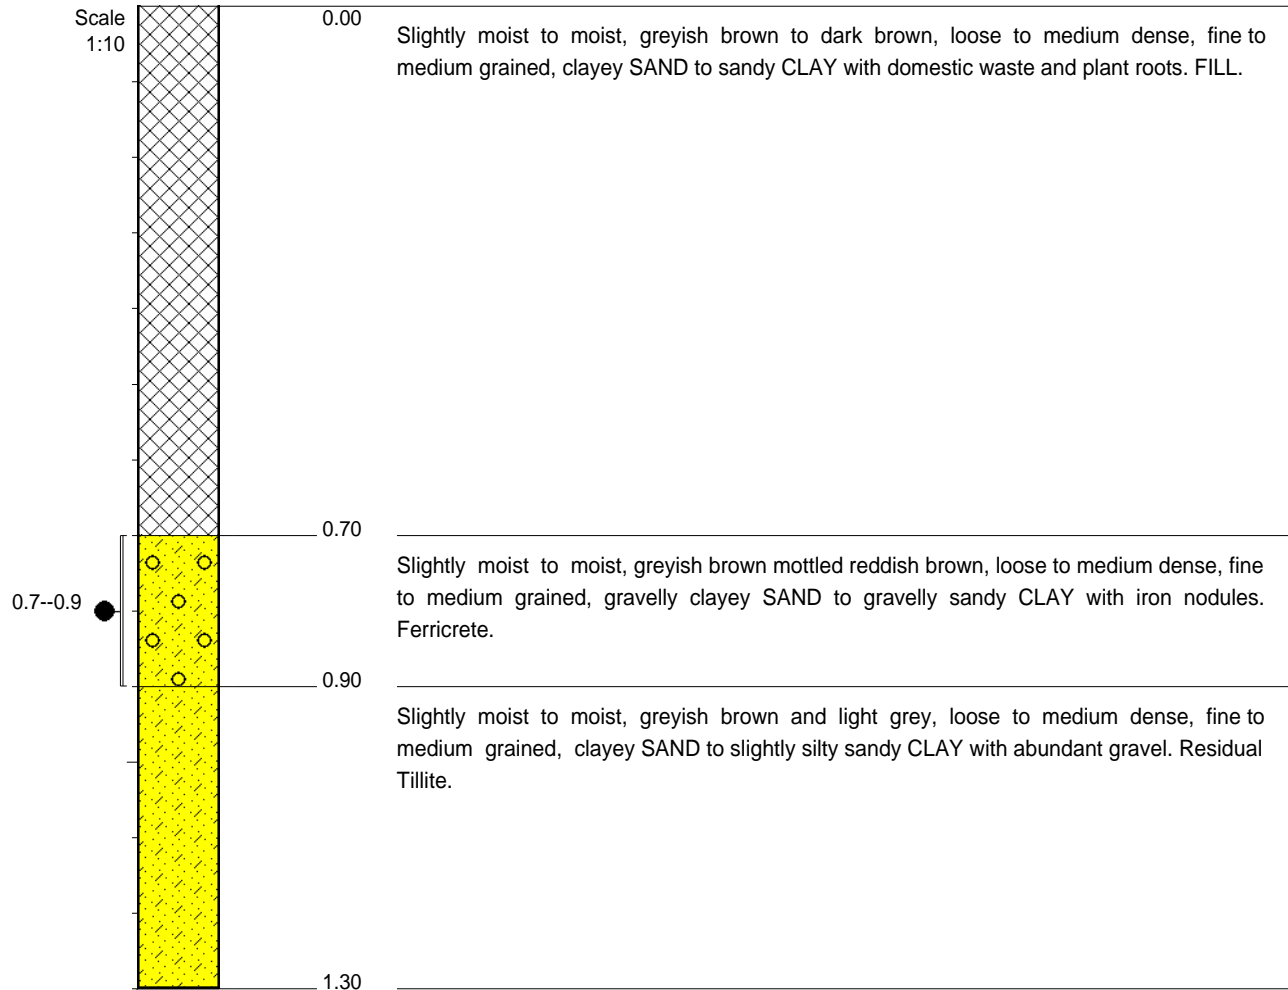 Scale
1:10
0.00
Slightly moist to moist, greyish brown to dark brown, loose to medium dense, fine to
medium grained, clayey SAND to sandy CLAY with domestic waste and plant roots. FILL.
0.70
Slightly moist to moist, greyish brown mottled reddish brown, loose to medium dense, fine
to medium grained, gravelly clayey SAND to gravelly sandy CLAY with iron nodules.
Ferricrete.
0.7--0.9
0.90
Slightly moist to moist, greyish brown and light grey, loose to medium dense, fine to
medium grained, clayey SAND to slightly silty sandy CLAY with abundant gravel. Residual
Tillite.
1.30